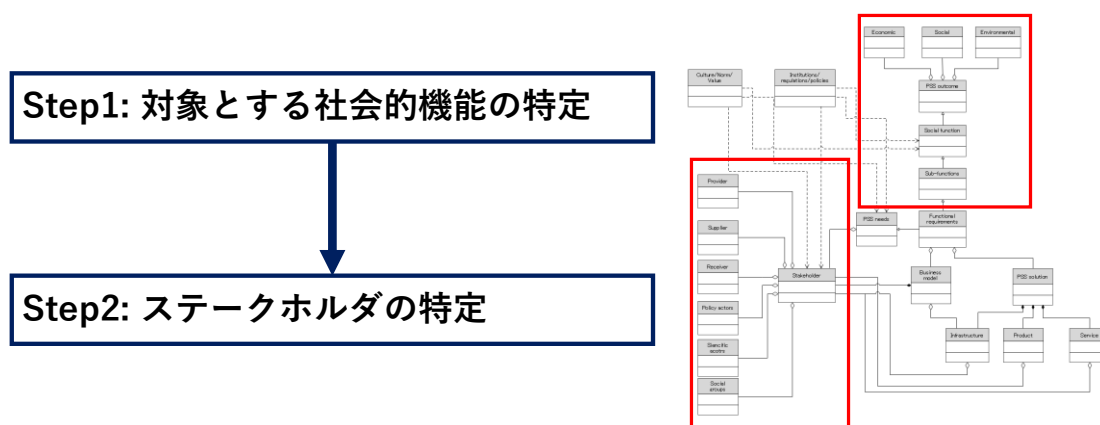 Step1: 対象とする社会的機能の特定
Step2: ステークホルダの特定
Economic
Social
Environmental
Culture/Norm/
Value
Institutions/
regulations/policies
PSS outcome
Social function
Sub-functions
Provider
Functional
requirements
PSS needs
Supplier
Receiver
Stakeholder
Business
model
PSS solution
Policy actors
Infrastructure
Product
Service
Social
groups